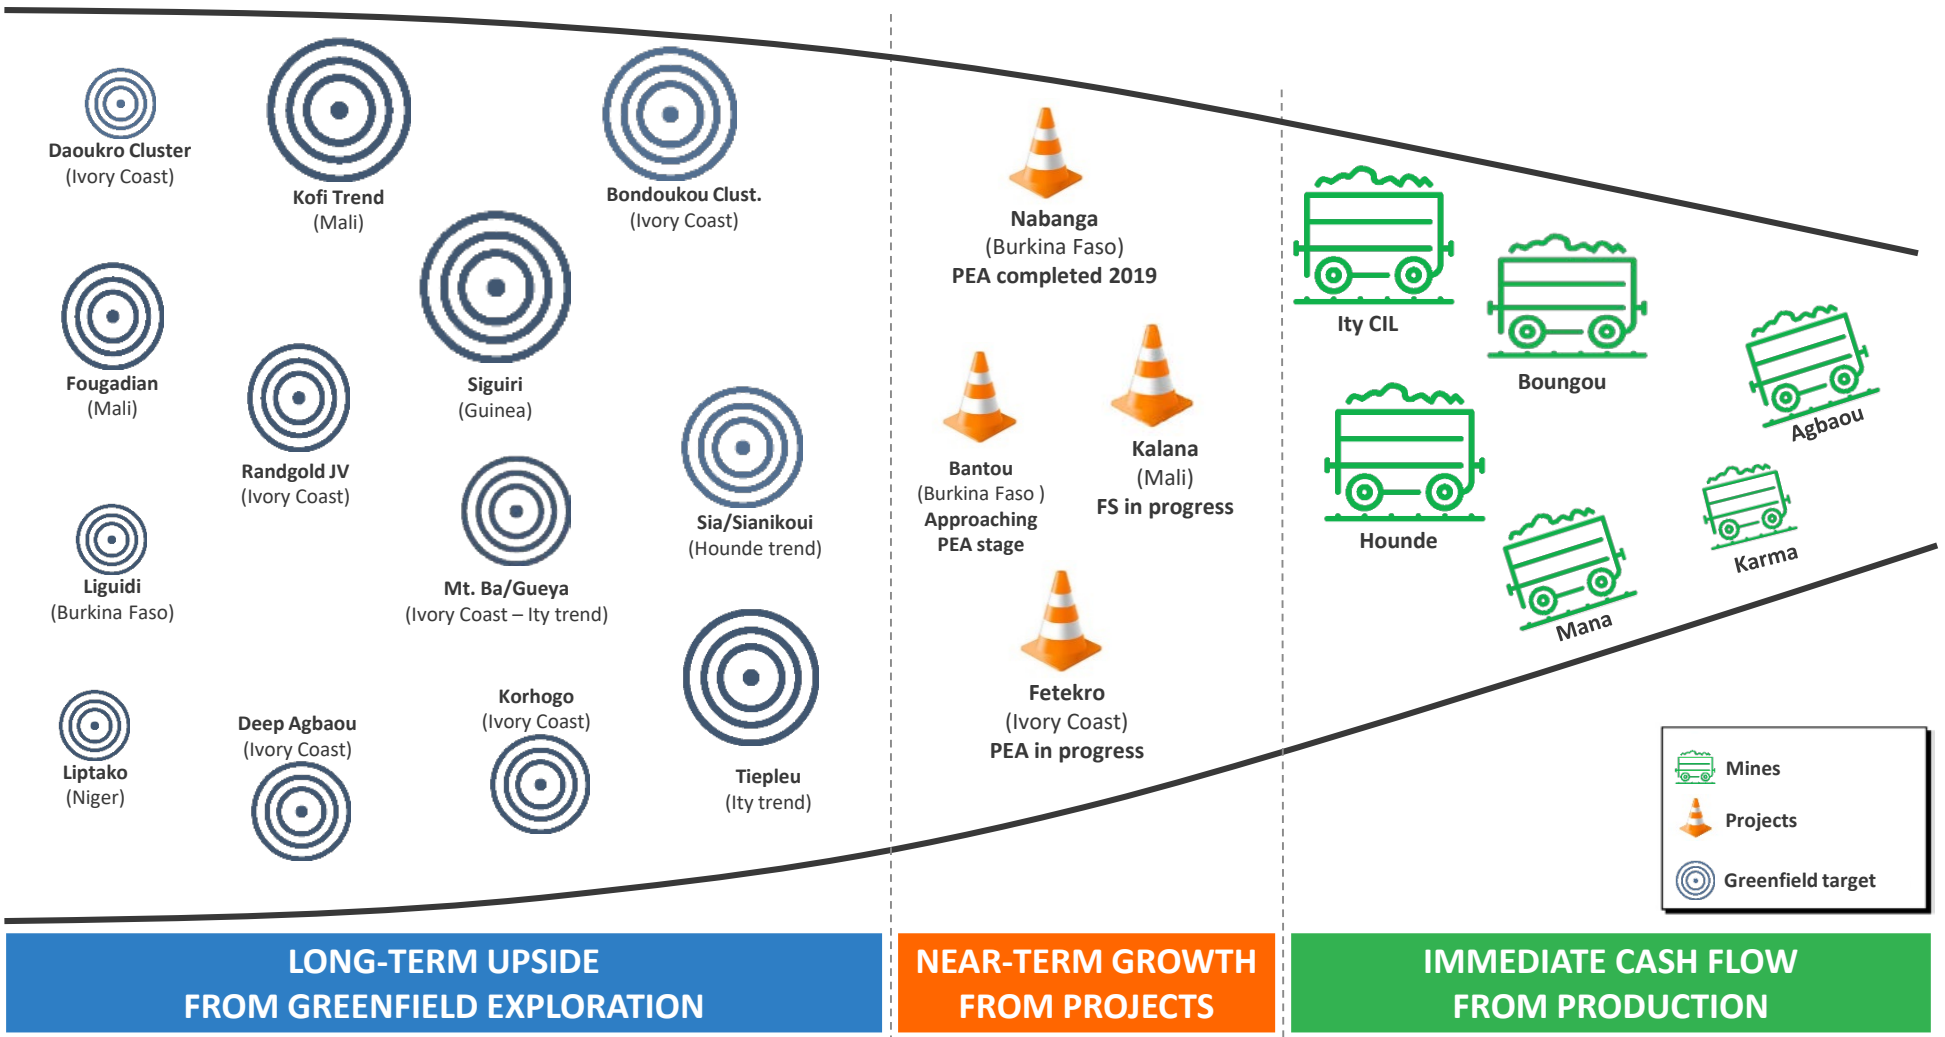 Daoukro Cluster
(Ivory Coast)
Kofi Trend
(Mali)
Bondoukou Clust.
(Ivory Coast)
Fougadian
(Mali)
Siguiri
(Guinea)
Randgold JV
(Ivory Coast)
Sia/Sianikoui
(Hounde trend)
Liguidi
(Burkina Faso)
Mt. Ba/Gueya
(Ivory Coast – Ity trend)
Liptako
(Niger)
Deep Agbaou
(Ivory Coast)
Korhogo
(Ivory Coast)
Tiepleu
(Ity trend)
Nabanga
(Burkina Faso)
PEA completed 2019
Bantou
(Burkina Faso )
Approaching
PEA stage
Kalana
(Mali)
FS in progress
Fetekro
(Ivory Coast)
PEA in progress
Ity CIL
Boungou
Agbaou
Hounde
Mana
Karma
Mines
Projects
Greenfield target
LONG-TERM UPSIDE
FROM GREENFIELD EXPLORATION
NEAR-TERM GROWTH
FROM PROJECTS
IMMEDIATE CASH FLOW
FROM PRODUCTION